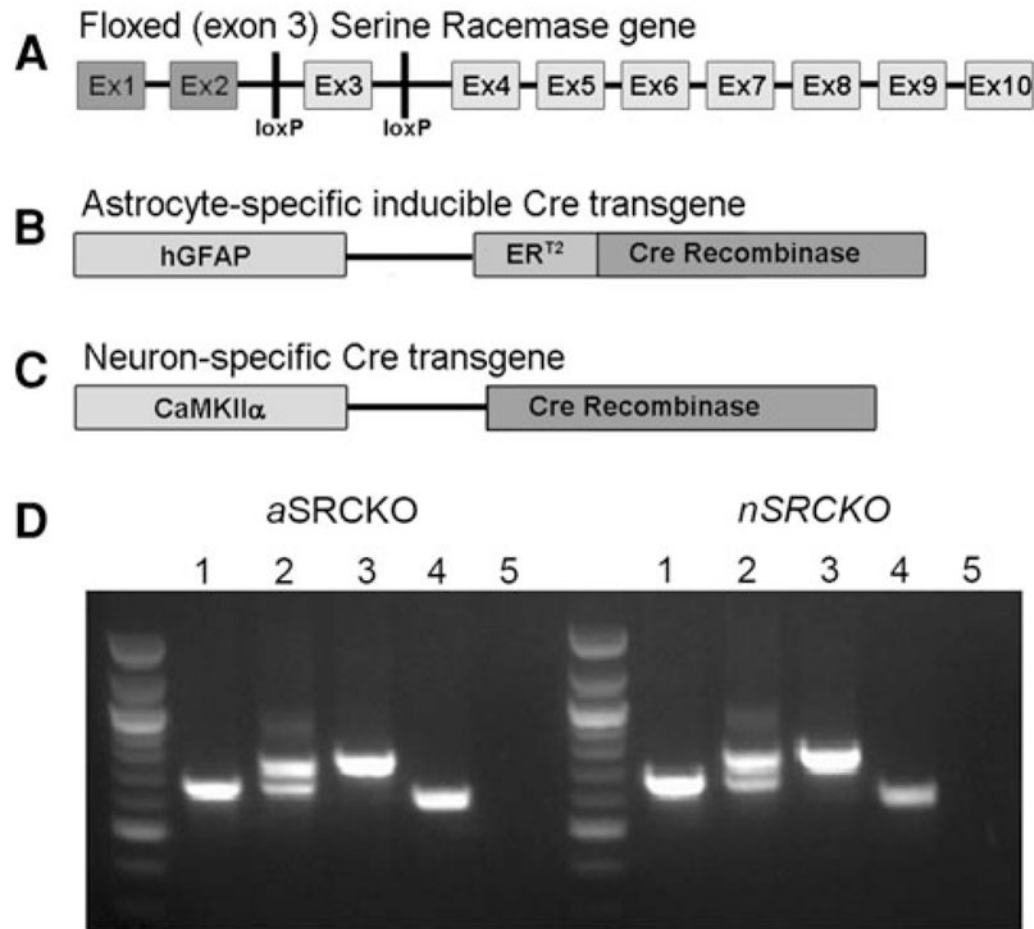 A
Floxed (exon 3) Serine Racemase gene
Ex1 Ex2 Ex3 Ex4 Ex5 Ex6 Ex7 Ex8 Ex9 Ex10
loxP loxP
B
Astrocyte-specific inducible Cre transgene
hGFAP ERT2 Cre Recombinase
C
Neuron-specific Cre transgene
CaMKIIα Cre Recombinase
D
aSRCKO nSRCKO
1 2 3 4 5 1 2 3 4 5